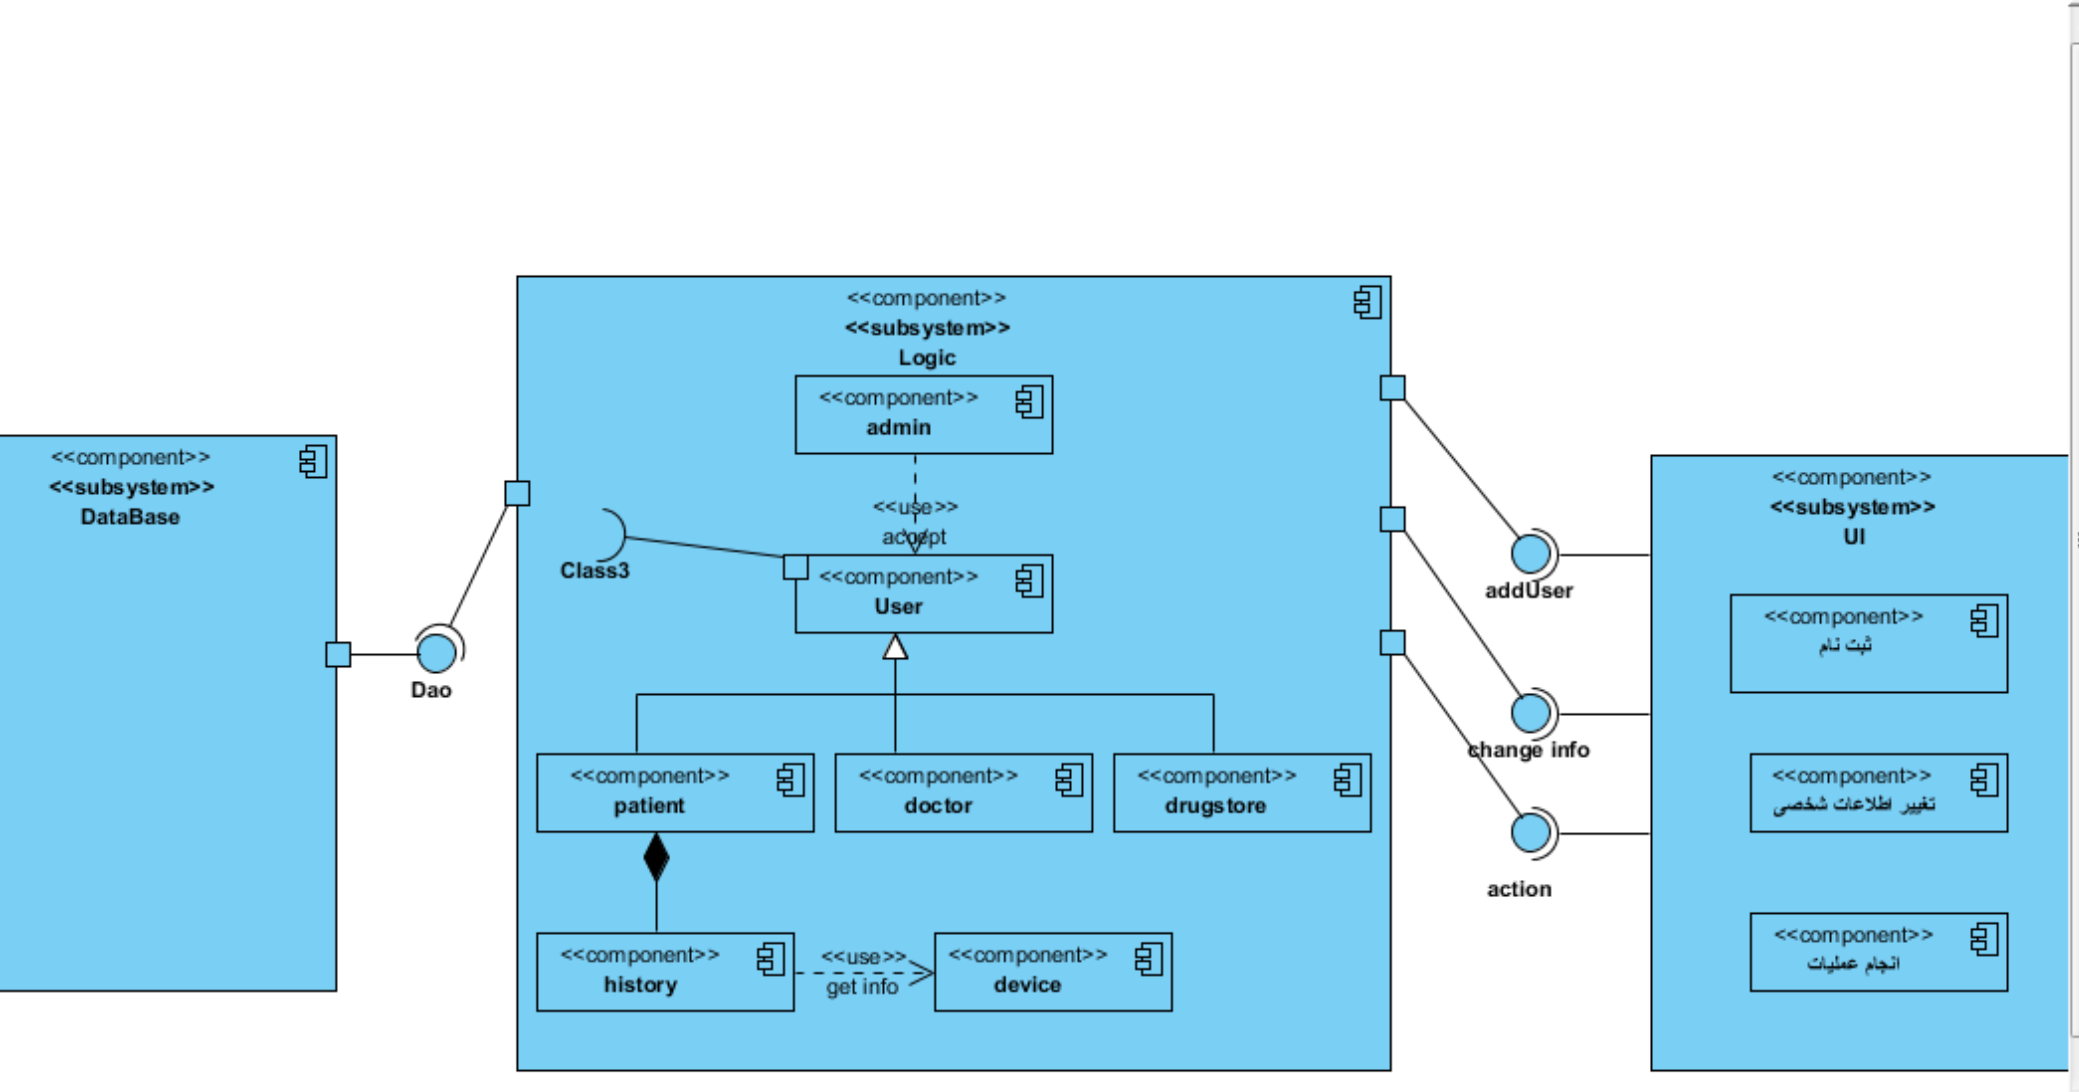 <<component>>
<<subsystem>>
DataBase
Dao
<<component>>
<<subsystem>>
Logic
<<component>>
admin
<<use>>
accept
Class3
<<component>>
User
<<component>>
patient
<<component>>
doctor
<<component>>
drugstore
<<component>>
history
<<use>>
get info
<<component>>
device
addUser
change info
action
<<component>>
<<subsystem>>
UI
<<component>>
ثبت نام
<<component>>
تغییر اطلاعات شخصی
<<component>>
انجام عملیات